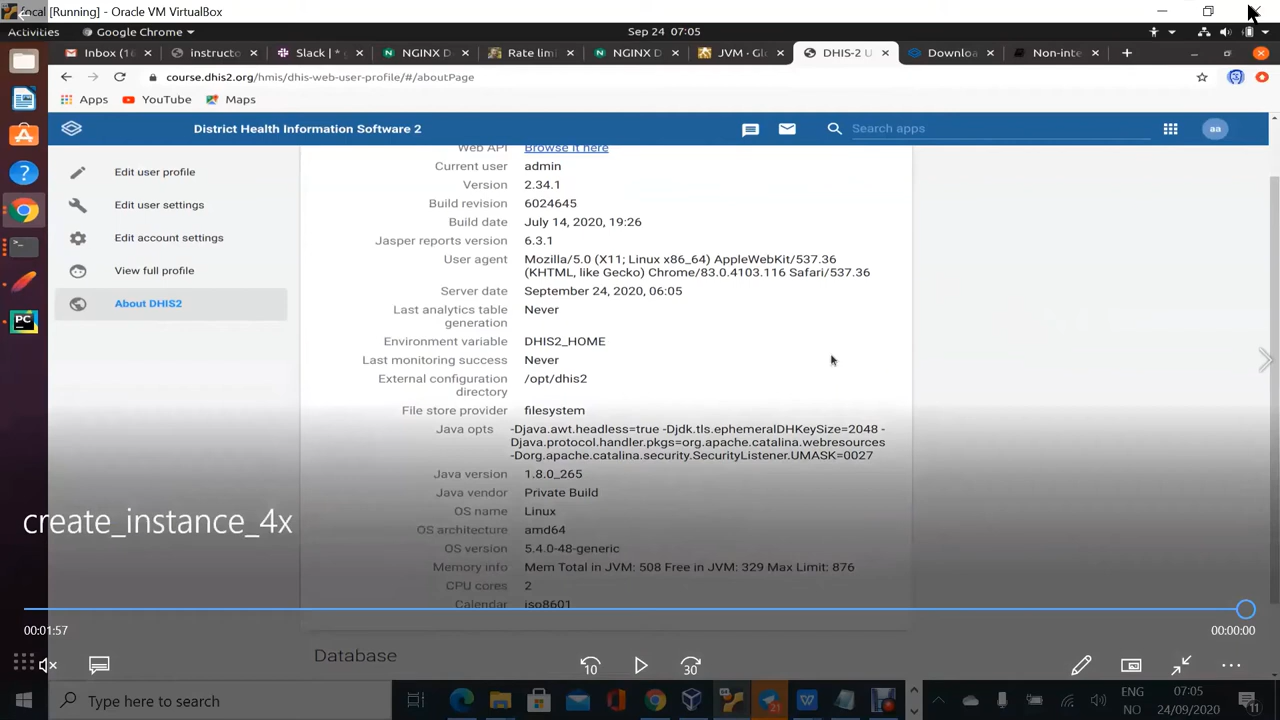 ocal [Running] - Oracle VM VirtualBox
Activities Google Chrome Sep 24 07:05
Inbox (1 instructo Slack | * NGINX D Rate lim NGINX D JVM - Glo DHIS-2 U Downloa Non-inte
course.dhis2.org/hmis/dhis-web-user-profile/#/aboutPage
Apps YouTube Maps
District Health Information Software 2 Search apps aa
Edit user profile
Edit user settings
Edit account settings
View full profile
About DHIS2
Web API Browse it here
Current user admin
Version 2.34.1
Build revision 6024645
Build date July 14, 2020, 19:26
Jasper reports version 6.3.1
User agent Mozilla/5.0 (X11; Linux x86_64) AppleWebKit/537.36
(KHTML, like Gecko) Chrome/83.0.4103.116 Safari/537.36
Server date September 24, 2020, 06:05
Last analytics table Never
generation
Environment variable DHIS2_HOME
Last monitoring success Never
External configuration /opt/dhis2
directory
File store provider filesystem
Java opts -Djava.awt.headless=true -Djdk.tls.ephemeralDHKeySize=2048 -
Djava.protocol.handler.pkgs=org.apache.catalina.webresources
-Dorg.apache.catalina.security.SecurityListener.UMASK=0027
Java version 1.8.0_265
Java vendor Private Build
OS name Linux
OS architecture amd64
OS version 5.4.0-48-generic
Memory info Mem Total in JVM: 508 Free in JVM: 329 Max Limit: 876
CPU cores 2
Calendar iso8601
Database
create_instance_4x
00:01:57 00:00:00
10 30
Type here to search
21
ENG
NO
07:05
24/09/2020
11